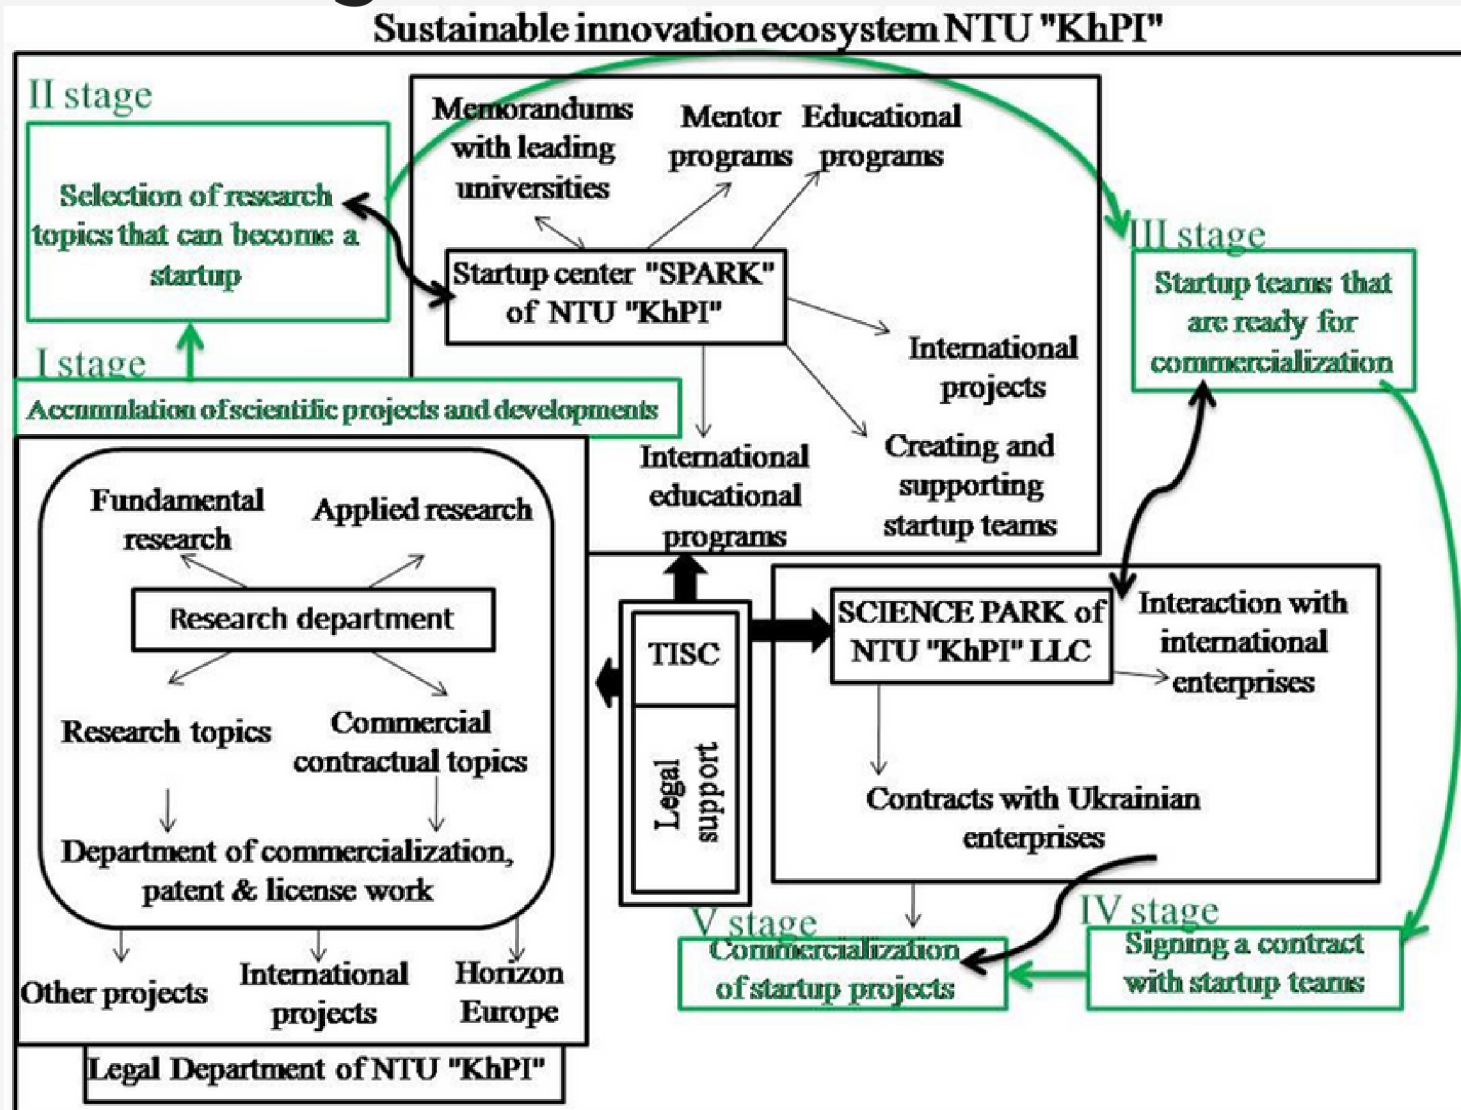 Sustainable innovation ecosystem NTU "KhPI"
II stage
Selection of research
topics that can become a
startup
I stage
Accumulation of scientific projects and developments
Memorandums
with leading
universities
Mentor
programs
Educational
programs
Startup center "SPARK"
of NTU "KhPI"
International
projects
Creating and
supporting
startup teams
International
educational
programs
III stage
Startup teams that
are ready for
commercialization
Fundamental
research
Applied research
Research department
Research topics
Commercial
contractual topics
Department of commercialization,
patent & license work
Other projects
International
projects
Horizon
Europe
Legal Department of NTU "KhPI"
TISC
Legal
support
SCIENCE PARK of
NTU "KhPI" LLC
Interaction with
international
enterprises
Contracts with Ukrainian
enterprises
V stage
Commercialization
of startup projects
IV stage
Signing a contract
with startup teams